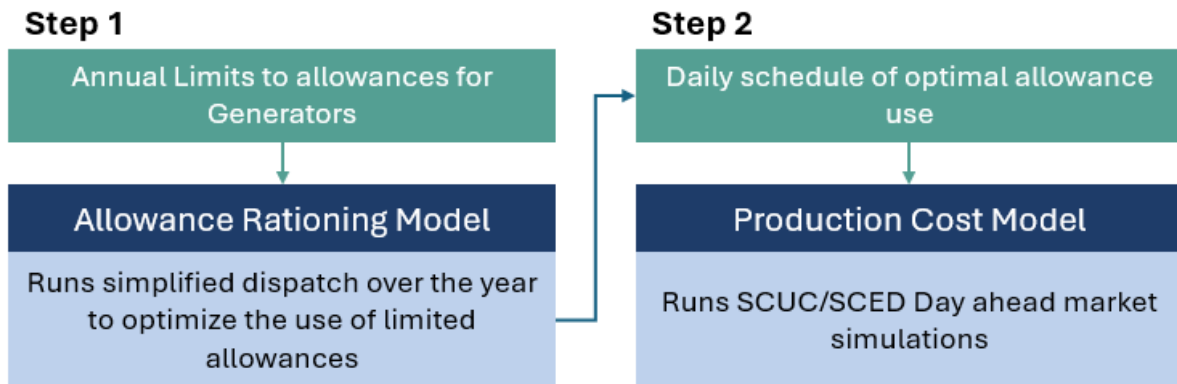 Step 1
Annual Limits to allowances for
Generators
Allowance Rationing Model
Runs simplified dispatch over the year
to optimize the use of limited
allowances
Step 2
Daily schedule of optimal allowance
use
Production Cost Model
Runs SCUC/SCED Day ahead market
simulations